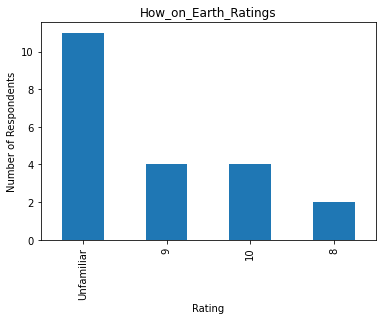 How_on_Earth_Ratings
Number of Respondents
10
8
6
4
2
0
Unfamiliar
9
10
8
Rating